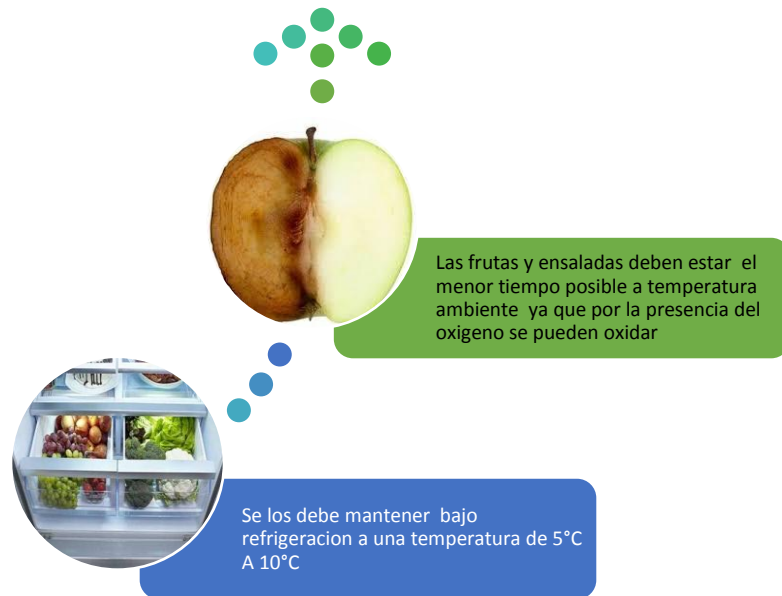 Las frutas y ensaladas deben estar el
menor tiempo posible a temperatura
ambiente ya que por la presencia del
oxigeno se pueden oxidar
Se los debe mantener bajo
refrigeracion a una temperatura de 5°C
A 10°C